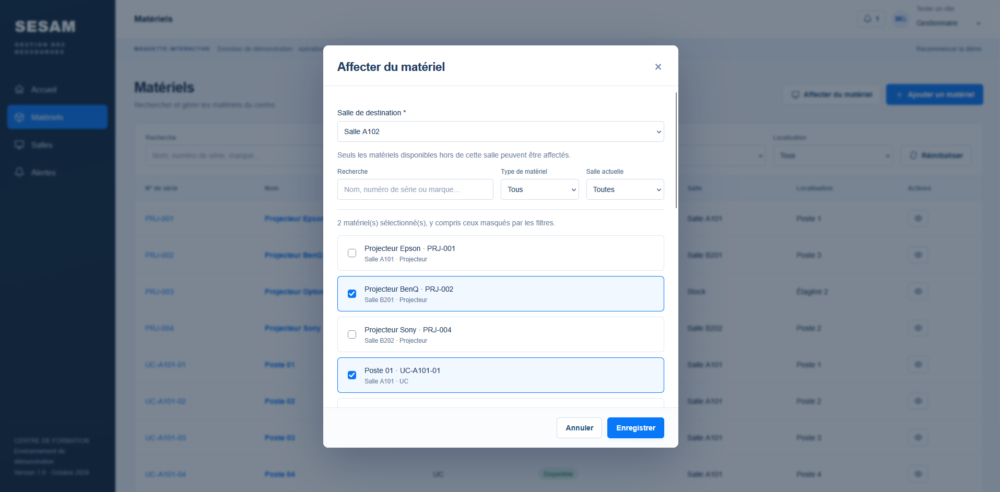 SESAM
GESTION DES
RESSOURCES
Accueil
Matériels
Salles
Alertes
CENTRE DE FORMATION
Environnement de
démonstration
Version 1.0 · Octobre 2026
Matériels
1
MG
Tester un rôle
Gestionnaire
MAQUETTE INTERACTIVE Données de démonstration · opération
Recommencer la démo
Matériels
Rechercher et gérer les matériels du centre
Affecter du matériel
+ Ajouter un matériel
Recherche
Nom, numéro de série, marque…
Localisation
Tous
Réinitialiser
N° de série Nom Salle Localisation Actions
PRJ-001 Projecteur Epson Salle A101 Poste 1
PRJ-002 Projecteur BenQ Salle B201 Poste 3
PRJ-003 Projecteur Optom Stock Étagère 2
PRJ-004 Projecteur Sony Salle B202 Poste 2
UC-A101-01 Poste 01 Salle A101 Poste 1
UC-A101-02 Poste 02 Salle A101 Poste 2
UC-A101-03 Poste 03 Salle A101 Poste 3
UC-A101-04 Poste 04 UC Disponible Salle A101 Poste 4
Affecter du matériel
×
Salle de destination *
Salle A102
Seuls les matériels disponibles hors de cette salle peuvent être affectés.
Recherche Type de matériel Salle actuelle
Nom, numéro de série ou marque… Tous Toutes
2 matériel(s) sélectionné(s), y compris ceux masqués par les filtres.
Projecteur Epson · PRJ-001
Salle A101 · Projecteur
Projecteur BenQ · PRJ-002
Salle B201 · Projecteur
Projecteur Sony · PRJ-004
Salle B202 · Projecteur
Poste 01 · UC-A101-01
Salle A101 · UC
Annuler
Enregistrer